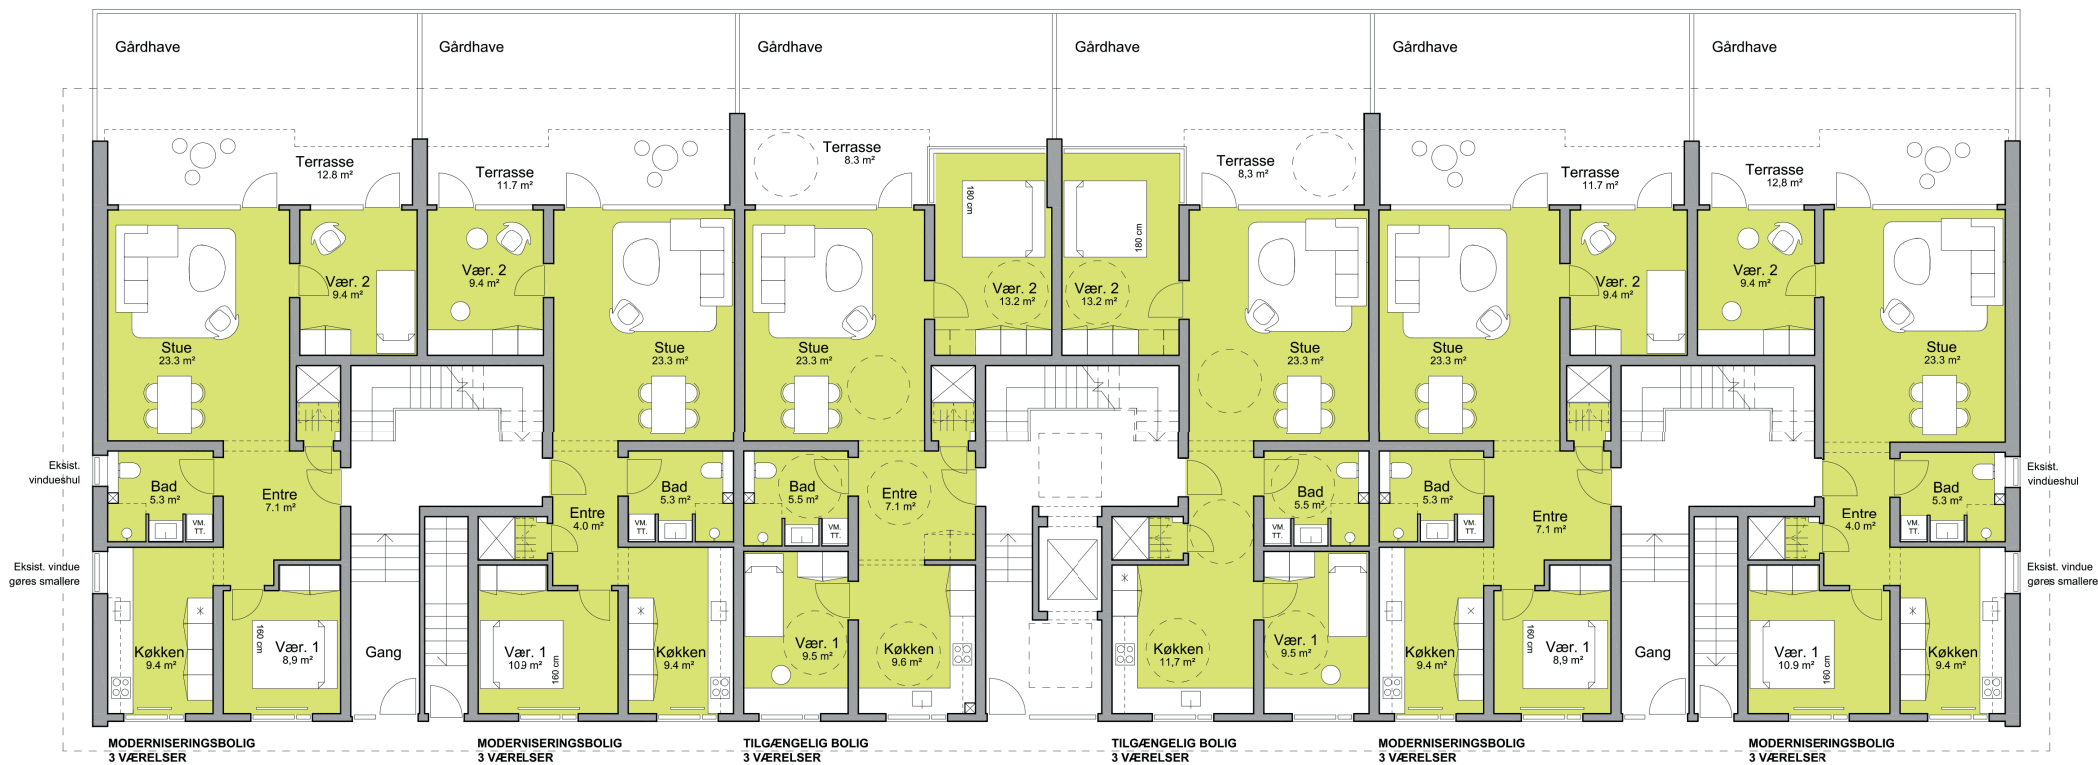 Gårdhave
Gårdhave
Gårdhave
Gårdhave
Gårdhave
Gårdhave
Terrasse
12.8 m²
Terrasse
11.7 m²
Terrasse
8.3 m²
Terrasse
8,3 m²
Terrasse
11.7 m²
Terrasse
12,8 m²
180 cm
180 cm
Vær. 2
9.4 m²
Vær. 2
9.4 m²
Vær. 2
13.2 m²
Vær. 2
13.2 m²
Vær. 2
9.4 m²
Vær. 2
9.4 m²
Stue
23.3 m²
Stue
23.3 m²
Stue
23.3 m²
Stue
23.3 m²
Stue
23.3 m²
Stue
23.3 m²
Eksist.
vindueshul
Bad
5.3 m²
Entre
7.1 m²
Bad
5.3 m²
Bad
5.5 m²
Entre
7.1 m²
Bad
5.5 m²
Bad
5.3 m²
Bad
5.3 m²
Eksist.
vindueshul
Entre
4.0 m²
Entre
7.1 m²
Entre
4.0 m²
VM.
TT.
VM.
TT.
VM.
TT.
VM.
TT.
VM.
TT.
VM.
TT.
Eksist. vindue
gøres smallere
Eksist. vindue
gøres smallere
Køkken
9.4 m²
160 cm
Vær. 1
8,9 m²
Gang
Vær. 1
10.9 m²
160 cm
Køkken
9.4 m²
Vær. 1
9.5 m²
Køkken
9.6 m²
Køkken
11,7 m²
Vær. 1
9.5 m²
Køkken
9.4 m²
160 cm
Vær. 1
8,9 m²
Gang
Vær. 1
10.9 m²
160 cm
Køkken
9.4 m²
MODERNISERINGSBOLIG
3 VÆRELSER
MODERNISERINGSBOLIG
3 VÆRELSER
TILGÆNGELIG BOLIG
3 VÆRELSER
TILGÆNGELIG BOLIG
3 VÆRELSER
MODERNISERINGSBOLIG
3 VÆRELSER
MODERNISERINGSBOLIG
3 VÆRELSER